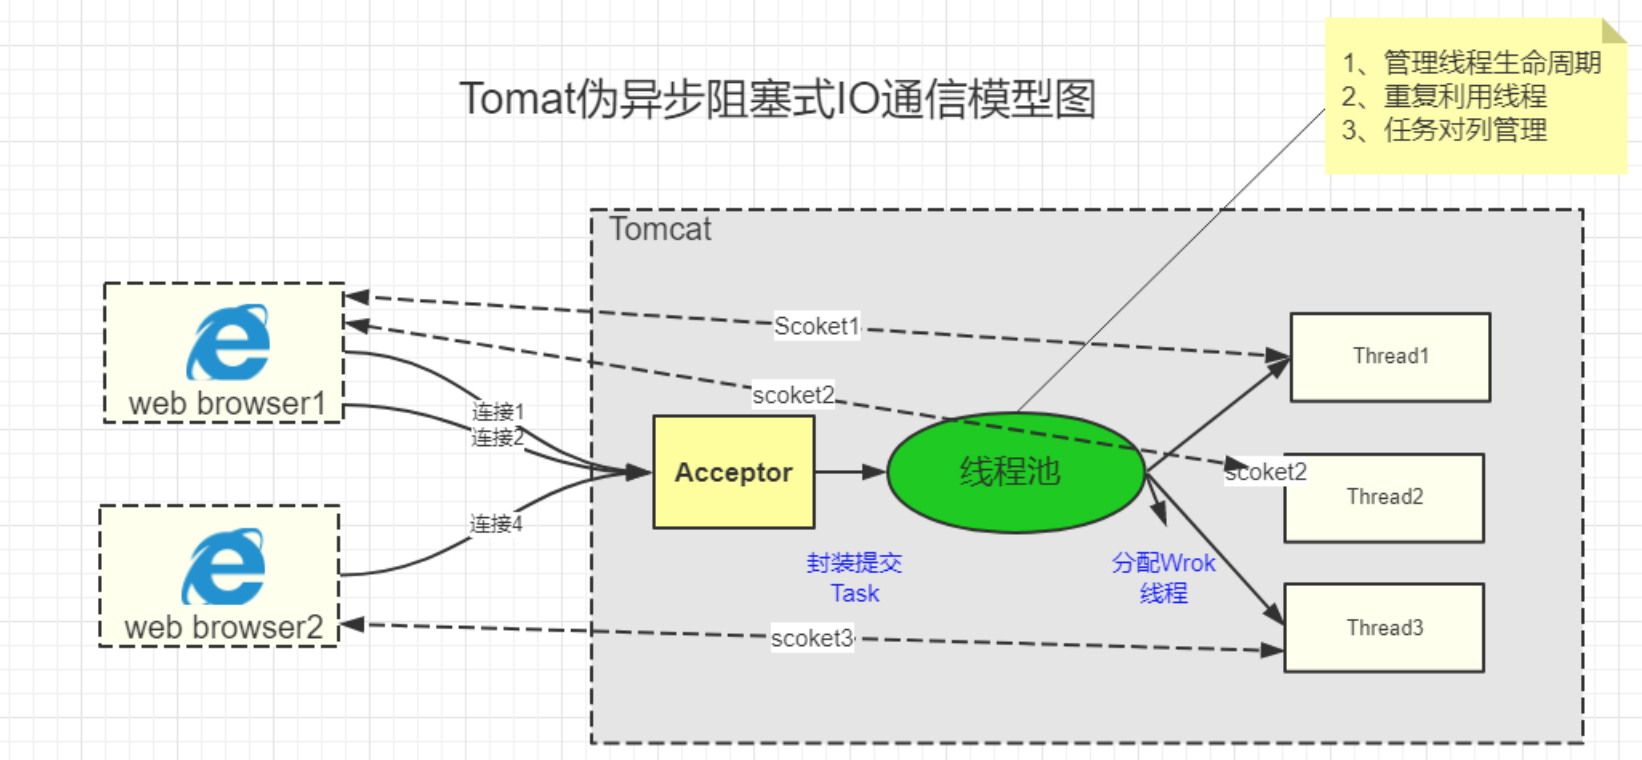 Tomat伪异步阻塞式IO通信模型图
1、管理线程生命周期
2、重复利用线程
3、任务对列管理
Tomcat
web browser1
Scoket1
scoket2
连接1
连接2
Acceptor
线程池
scoket2
Thread1
Thread2
Thread3
连接4
封装提交
Task
分配Wrok
线程
web browser2
scoket3